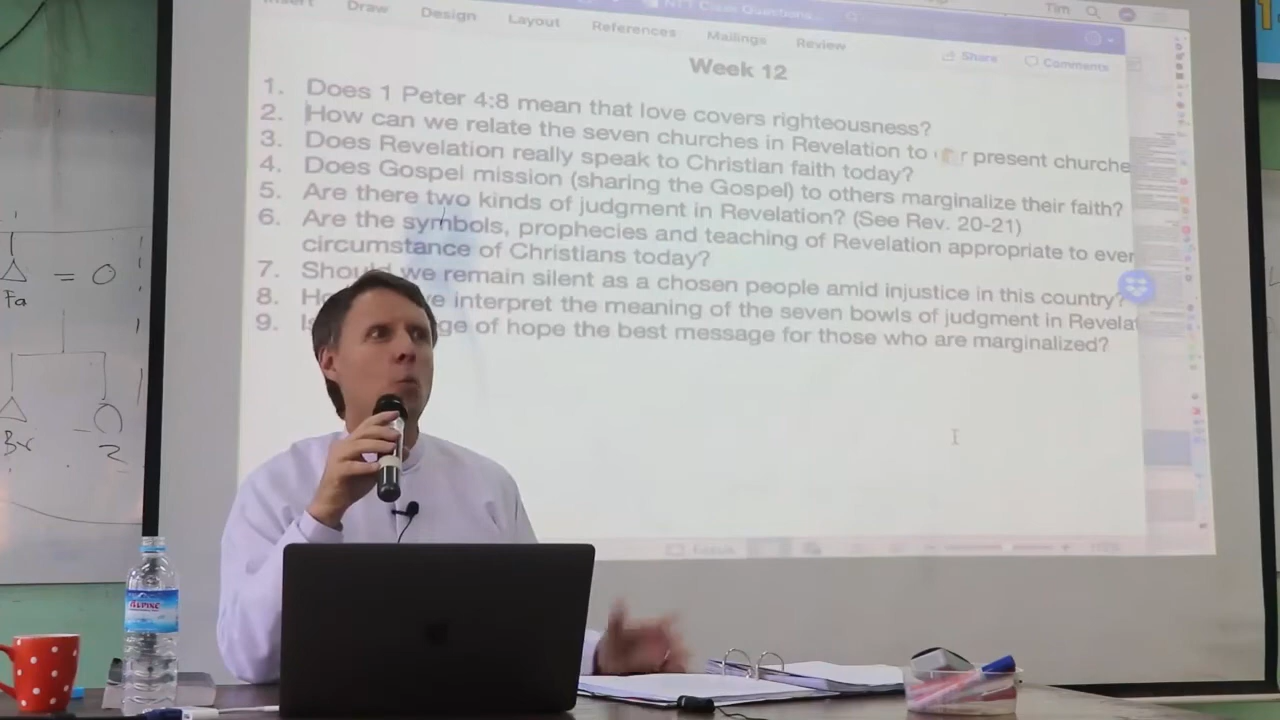 Insert Draw Design Layout References Mailings Review
Tim
Share Comments
Week 12
1. Does 1 Peter 4:8 mean that love covers righteousness?
2. How can we relate the seven churches in Revelation to r present churche
3. Does Revelation really speak to Christian faith today?
4. Does Gospel mission (sharing the Gospel) to others marginalize their faith?
5. Are there two kinds of judgment in Revelation? (See Rev. 20-21)
6. Are the symbols, prophecies and teaching of Revelation appropriate to ever
circumstance of Christians today?
7. Should we remain silent as a chosen people amid injustice in this country?
8. H ve interpret the meaning of the seven bowls of judgment in Revelat
9. Is ge of hope the best message for those who are marginalized?
= O
Fa
Br
2
ALPINE